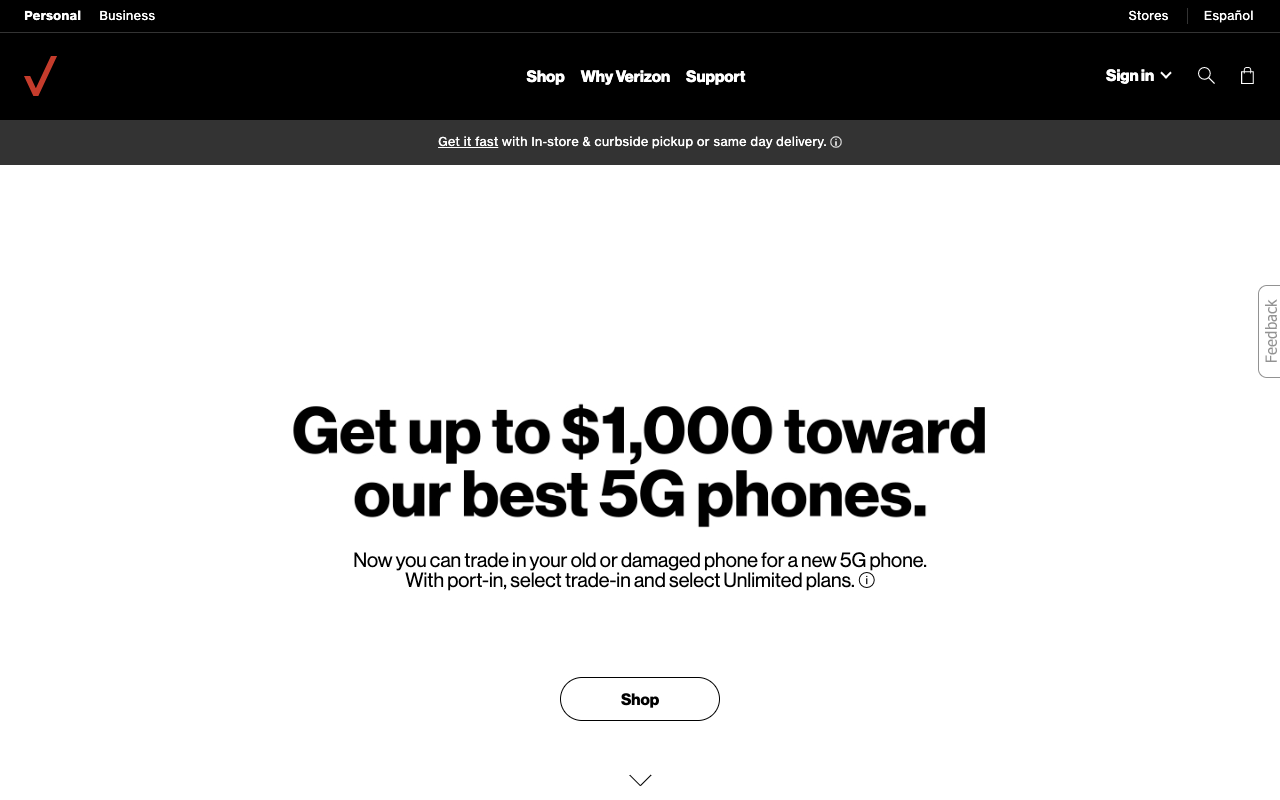 Personal Business
Stores Español
Shop Why Verizon Support
Sign in
Get it fast with In-store & curbside pickup or same day delivery.
Feedback
Get up to $1,000 toward
our best 5G phones.
Now you can trade in your old or damaged phone for a new 5G phone.
With port-in, select trade-in and select Unlimited plans.
Shop